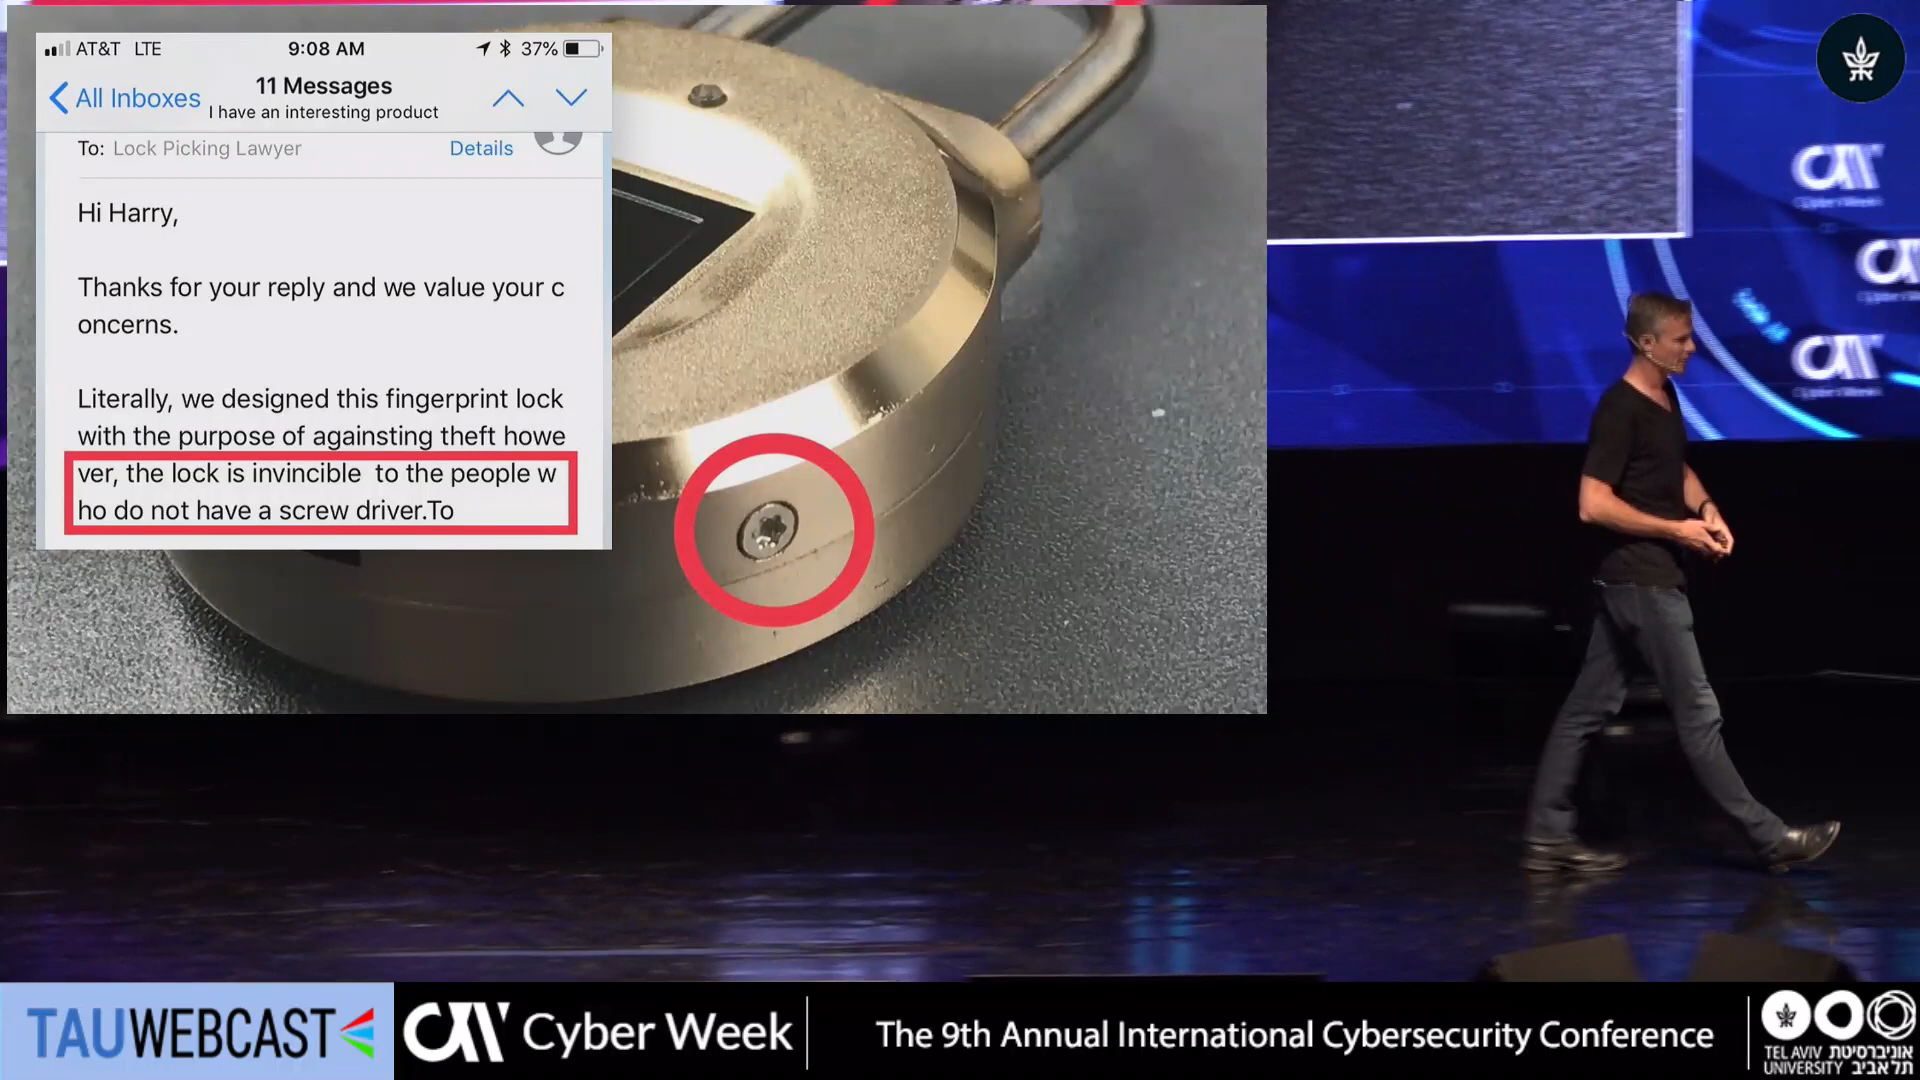 AT&T LTE 9:08 AM 37%
All Inboxes
11 Messages
I have an interesting product
To: Lock Picking Lawyer Details
Hi Harry,
Thanks for your reply and we value your c
oncerns.
Literally, we designed this fingerprint lock
with the purpose of againsting theft howe
ver, the lock is invincible to the people w
ho do not have a screw driver.To
TAUWEBCAST
Cyber Week
The 9th Annual International Cybersecurity Conference
TEL AVIV אוניברסיטת
UNIVERSITY תל אביב